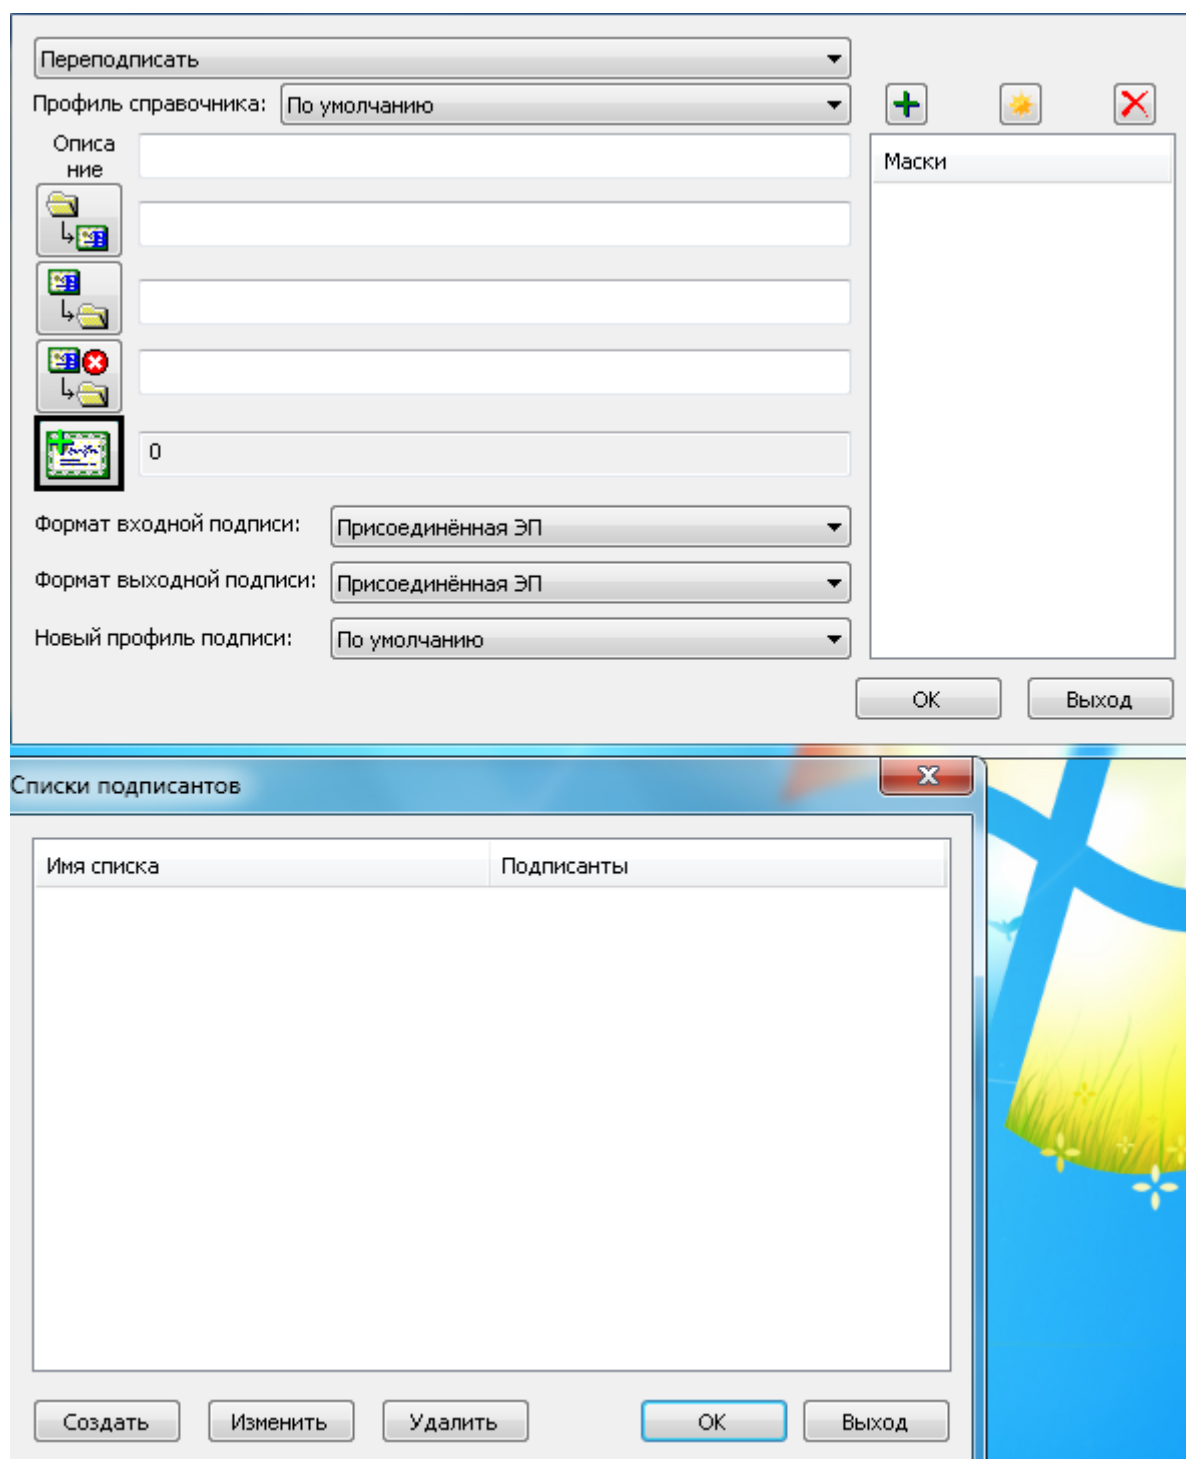 Переподписать
Профиль справочника: По умолчанию
Описа
ние
Маски
0
Формат входной подписи: Присоединённая ЭП
Формат выходной подписи: Присоединённая ЭП
Новый профиль подписи: По умолчанию
ОК Выход
Списки подписантов
Имя списка Подписанты
Создать Изменить Удалить ОК Выход